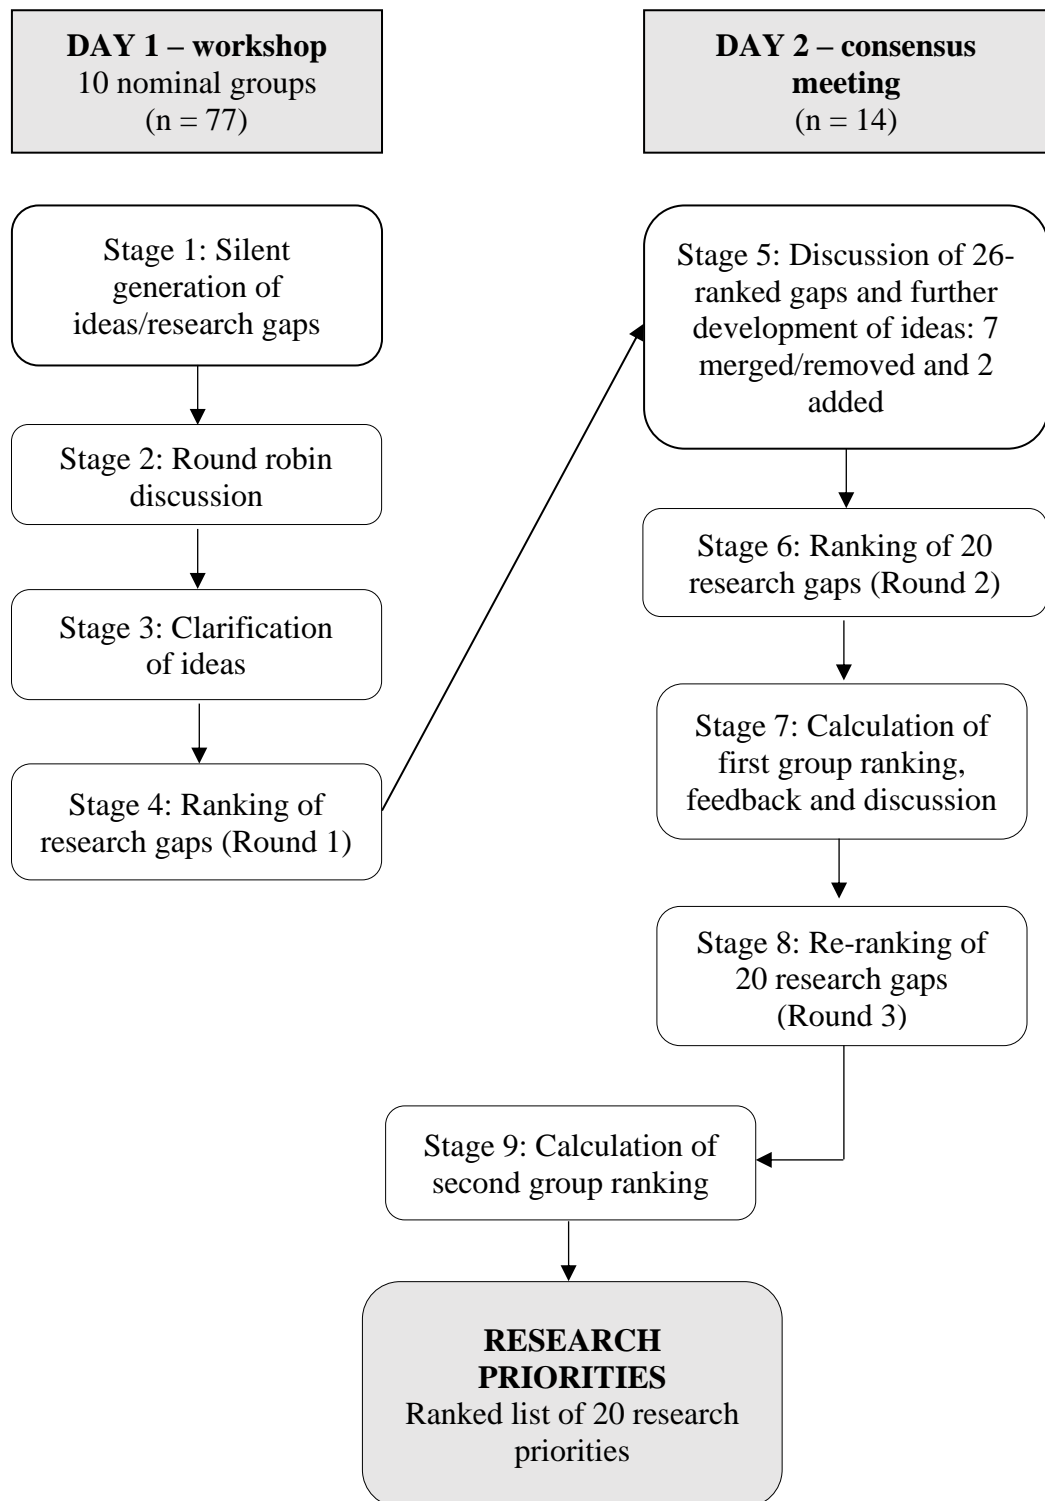 DAY 1 – workshop
10 nominal groups
(n = 77)
Stage 1: Silent
generation of
ideas/research gaps
Stage 2: Round robin
discussion
Stage 3: Clarification
of ideas
Stage 4: Ranking of
research gaps (Round 1)
DAY 2 – consensus
meeting
(n = 14)
Stage 5: Discussion of 26-
ranked gaps and further
development of ideas: 7
merged/removed and 2
added
Stage 6: Ranking of 20
research gaps (Round 2)
Stage 7: Calculation of
first group ranking,
feedback and discussion
Stage 8: Re-ranking of
20 research gaps
(Round 3)
Stage 9: Calculation of
second group ranking
RESEARCH
PRIORITIES
Ranked list of 20 research
priorities